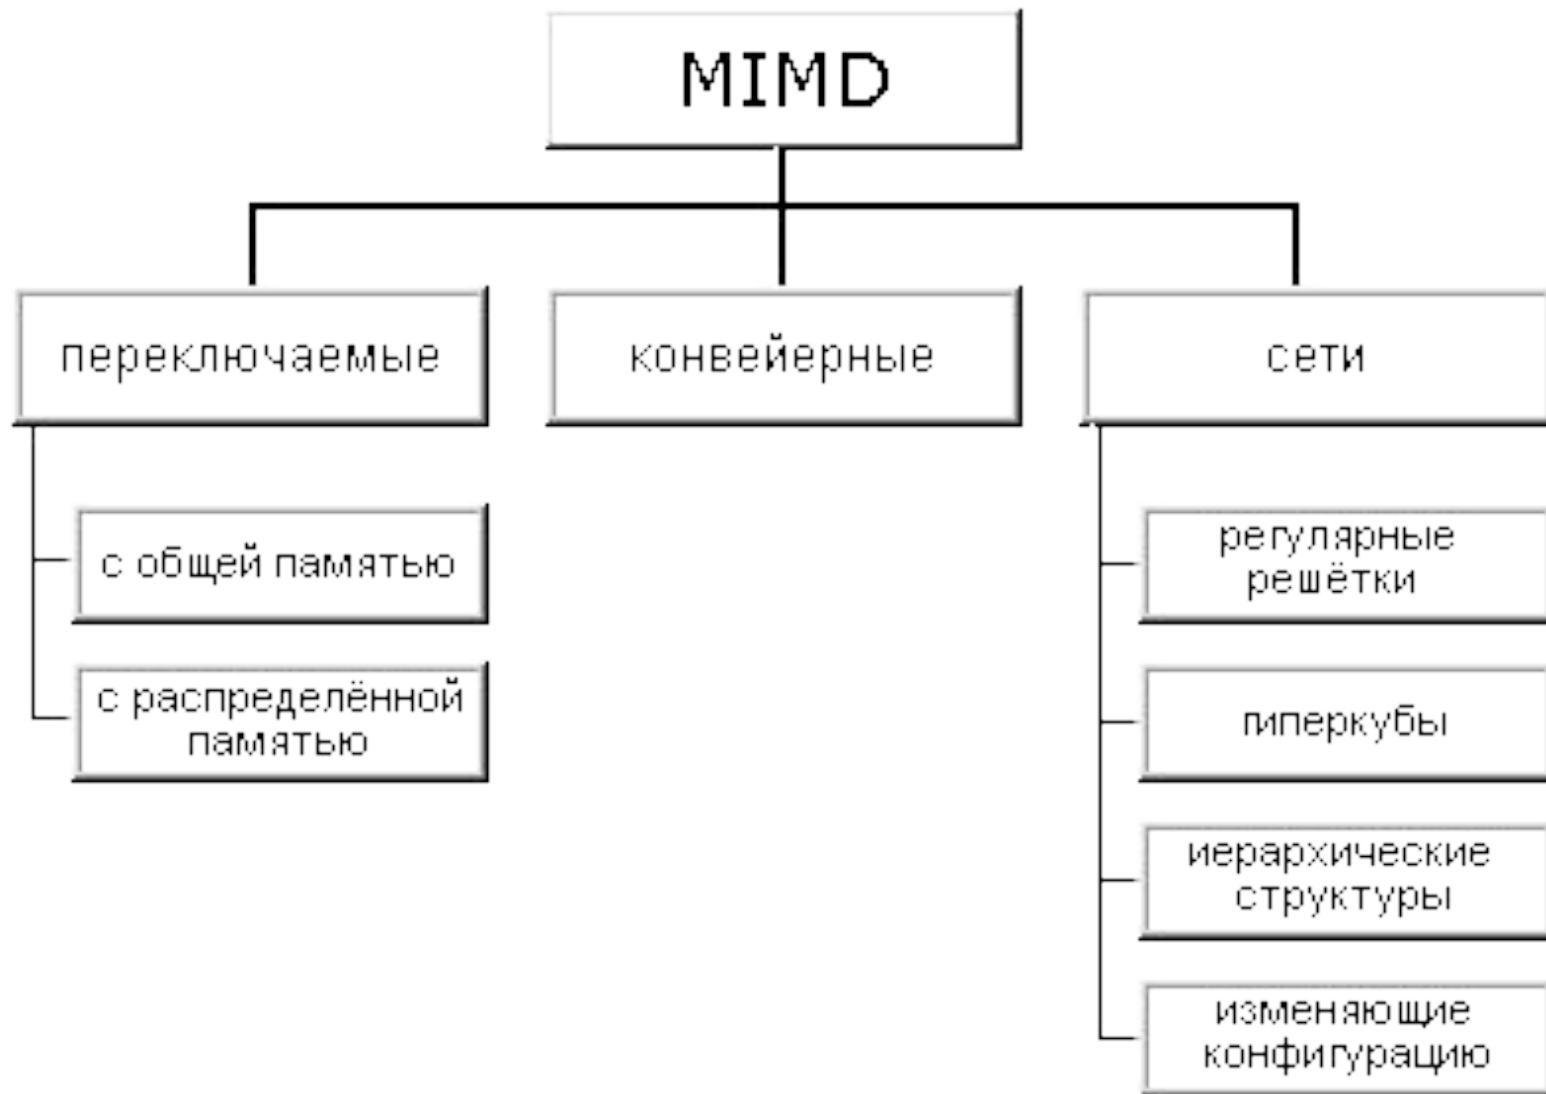 MIMD
переключаемые
конвейерные
сети
с общей памятью
с распределённой
памятью
регулярные
решётки
гиперкубы
иерархические
структуры
изменяющие
конфигурацию